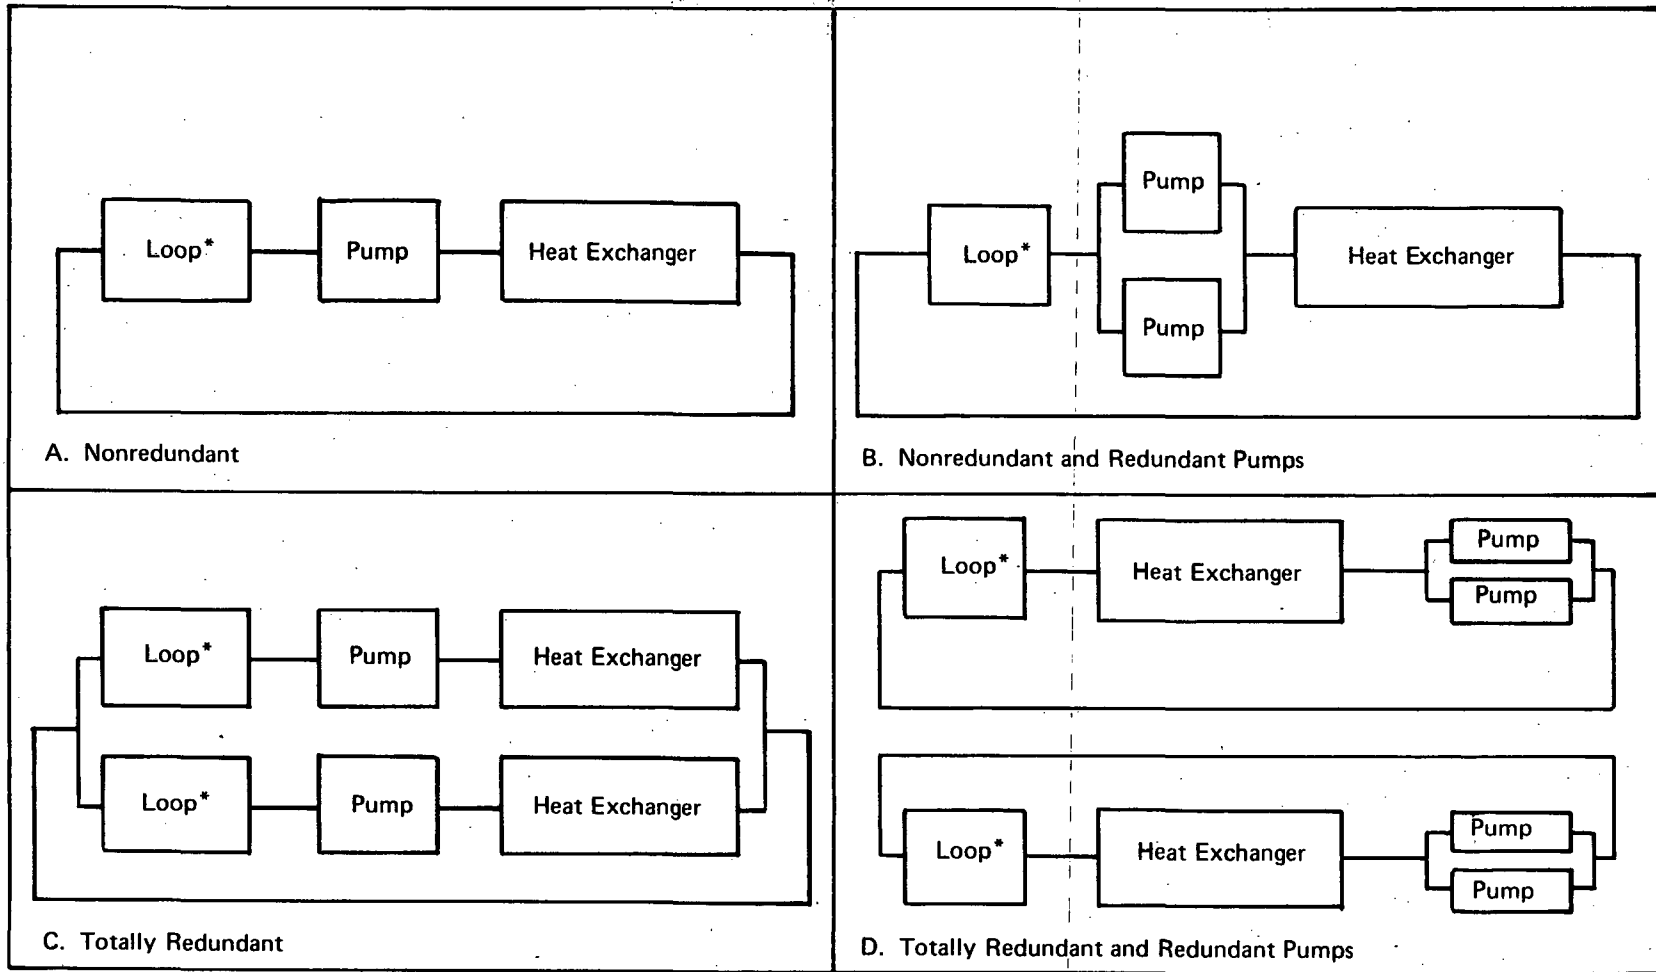 Loop*
Pump
Heat Exchanger
A. Nonredundant
Pump
Loop*
Heat Exchanger
Pump
B. Nonredundant and Redundant Pumps
Loop*
Pump
Heat Exchanger
Loop*
Pump
Heat Exchanger
C. Totally Redundant
Loop*
Heat Exchanger
Pump
Pump
Loop*
Heat Exchanger
Pump
Pump
D. Totally Redundant and Redundant Pumps